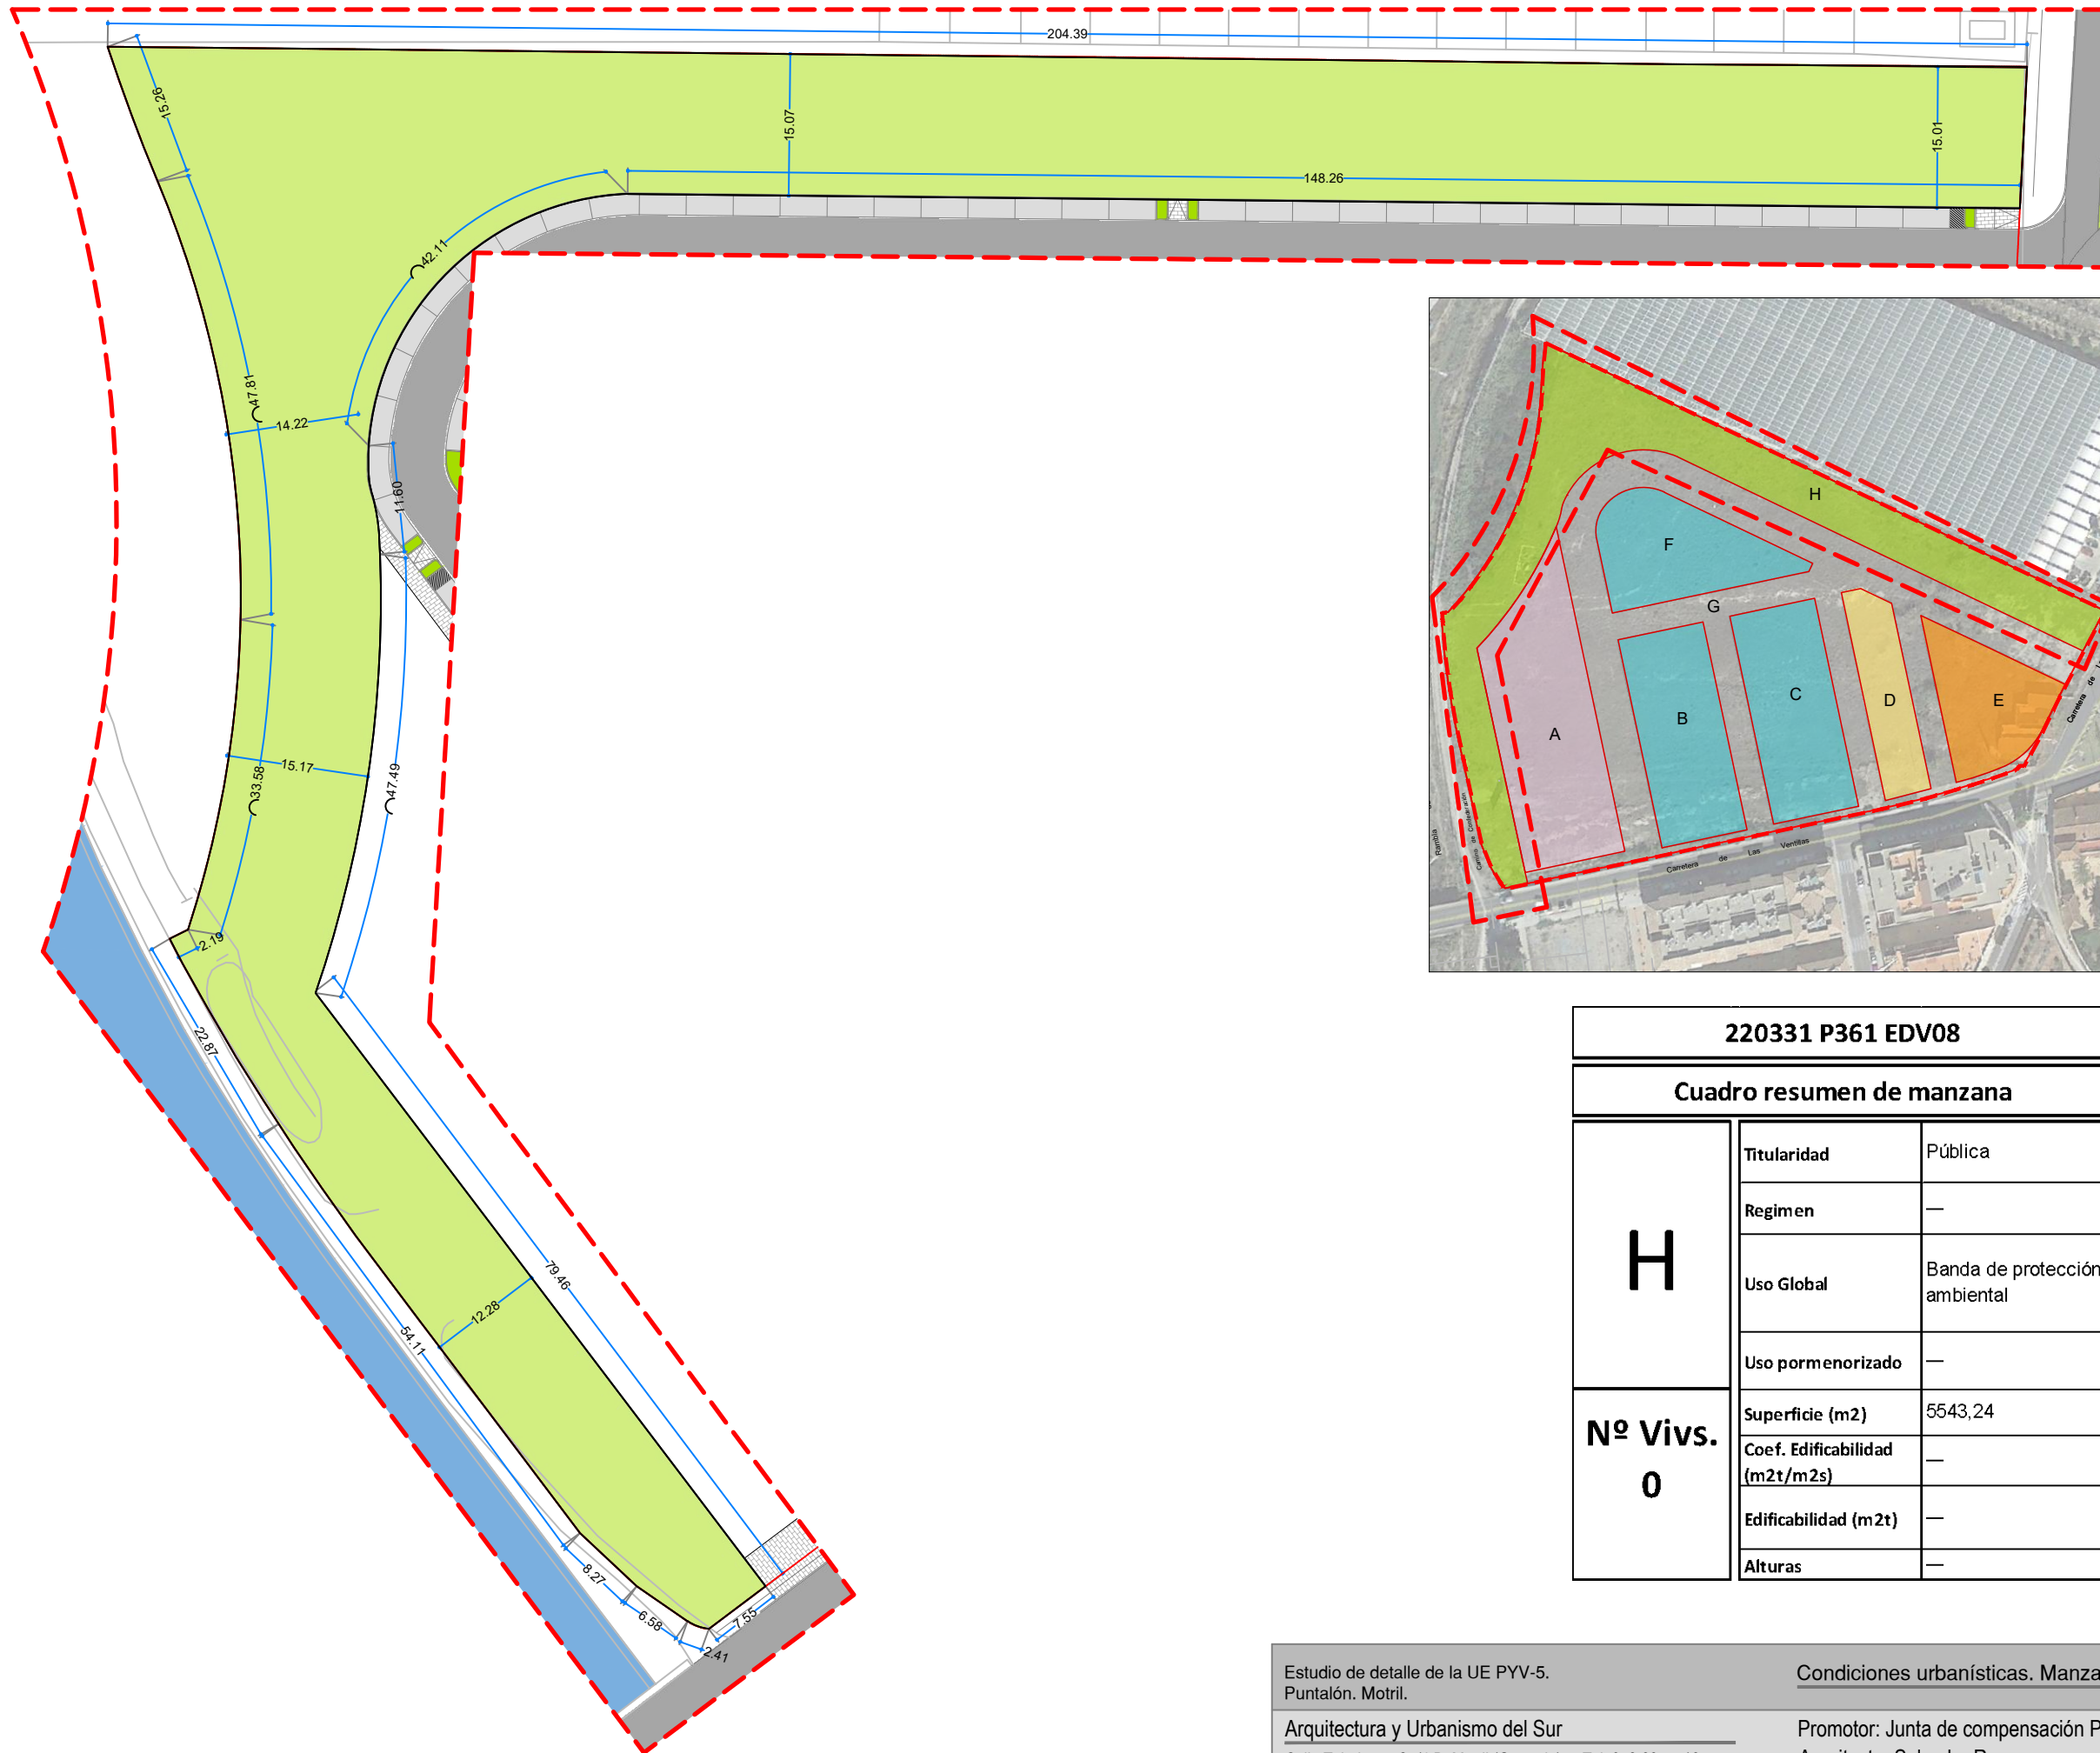 204.39
15.26
15.07
15.01
148.26
42.11
47.81
14.22
11.60
15.17
33.58
47.49
2.19
22.87
79.46
12.28
54.11
8.27
6.58
7.55
2.41
H
F
G
A
B
C
D
E
Carretera de
Rambla
Camino de
Carretera de Las Ventillas
220331 P361 EDV08
Cuadro resumen de manzana
H
Titularidad Pública
Regimen —
Uso Global Banda de protección
ambiental
Uso pormenorizado —
Nº Vivs.
0
Superficie (m2) 5543,24
Coef. Edificabilidad
(m2t/m2s) —
Edificabilidad (m2t) —
Alturas —
Estudio de detalle de la UE PYV-5.
Puntalón. Motril.
Condiciones urbanísticas. Manza
Arquitectura y Urbanismo del Sur
Promotor: Junta de compensación P